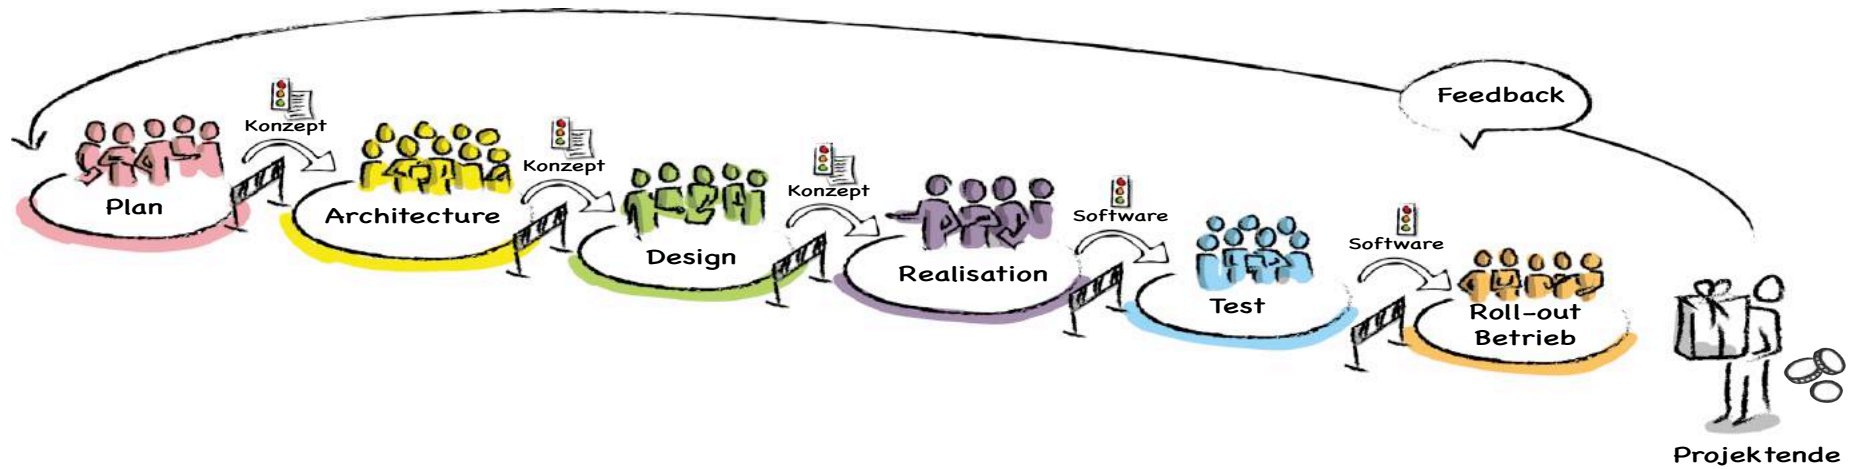 Feedback
Konzept
Konzept
Konzept
Software
Software
Plan
Architecture
Design
Realisation
Test
Roll-out
Betrieb
Projektende